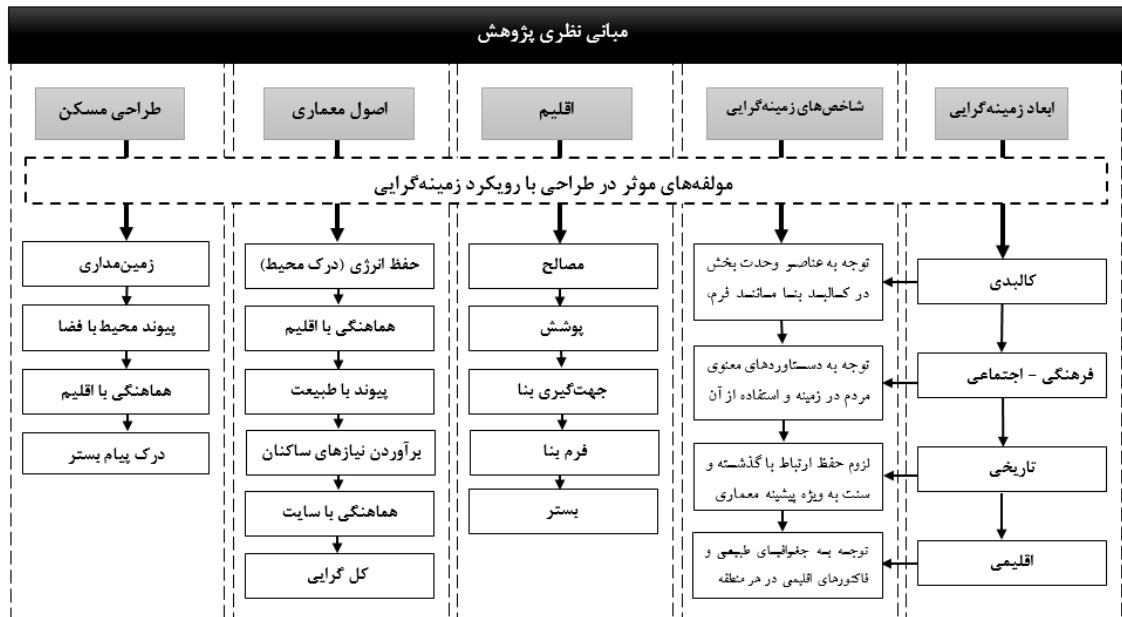 مبانی نظری پژوهش
ابعاد زمینه‌گرایی
شاخص‌های زمینه‌گرایی
اقلیم
اصول معماری
طراحی مسکن
مولفه‌های موثر در طراحی با رویکرد زمینه‌گرایی
کالبدی
فرهنگی - اجتماعی
تاریخی
اقلیمی
توجه به عناصر وحدت بخش
در کالبد بنا مانند فرم،
توجه به دستاوردهای معنوی
مردم در زمینه و استفاده از آن
لزوم حفظ ارتباط با گذشته و
سنت به ویژه پیشینه معماری
توجه به جغرافیای طبیعی و
فاکتورهای اقلیمی در هر منطقه
مصالح
پوشش
جهت‌گیری بنا
فرم بنا
بستر
حفظ انرژی (درک محیط)
هماهنگی با اقلیم
پیوند با طبیعت
برآوردن نیازهای ساکنان
هماهنگی با سایت
کل گرایی
زمین‌مداری
پیوند محیط با فضا
هماهنگی با اقلیم
درک پیام بستر